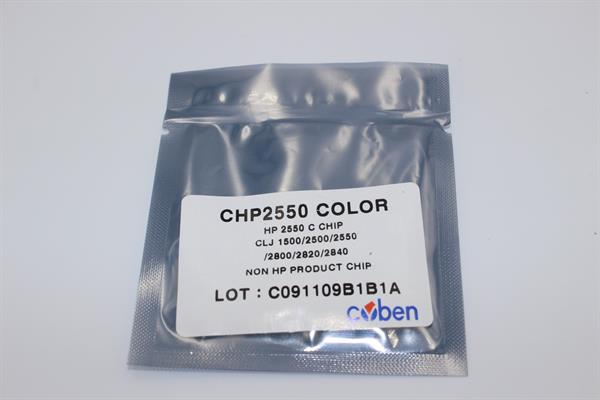 CHP2550 COLOR
HP 2550 C CHIP
CLJ 1500/2500/2550
/2800/2820/2840
NON HP PRODUCT CHIP
LOT : C091109B1B1A
coben